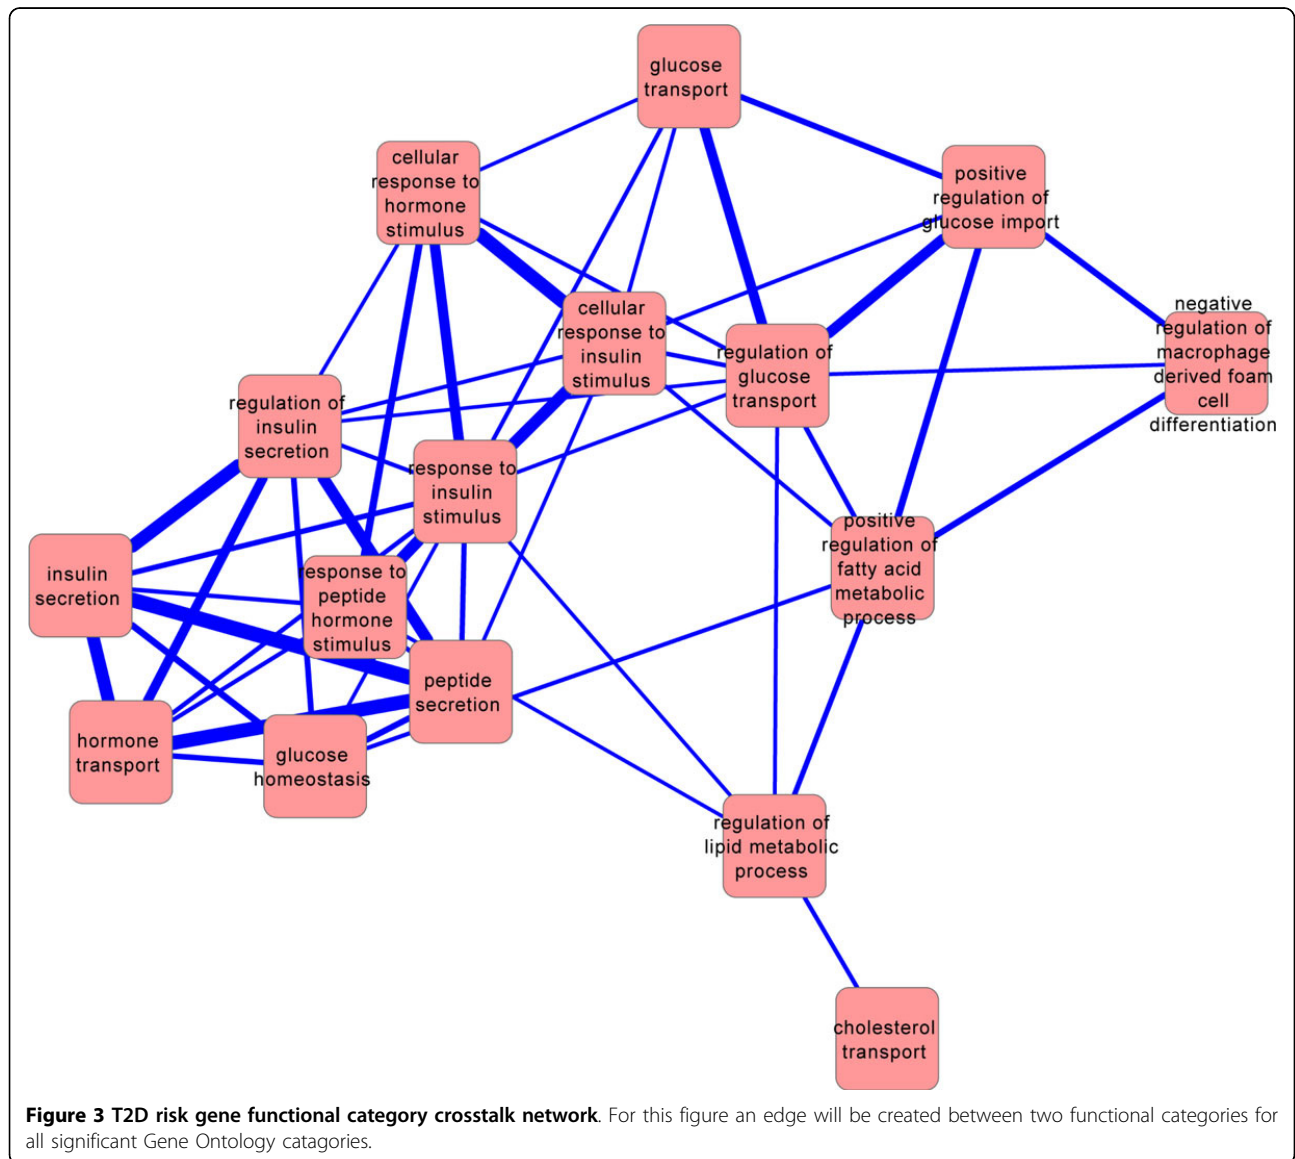 glucose
transport
cellular
response to
hormone
stimulus
positive
regulation of
glucose import
cellular
response to
insulin
stimulus
negative
regulation of
macrophage
derived foam
cell
differentiation
regulation of
glucose
transport
regulation of
insulin
secretion
response to
insulin
stimulus
positive
regulation of
fatty acid
metabolic
process
insulin
secretion
response to
peptide
hormone
stimulus
peptide
secretion
hormone
transport
glucose
homeostasis
regulation of
lipid metabolic
process
cholesterol
transport
Figure 3 T2D risk gene functional category crosstalk network. For this figure an edge will be created between two functional categories for
all significant Gene Ontology catagories.